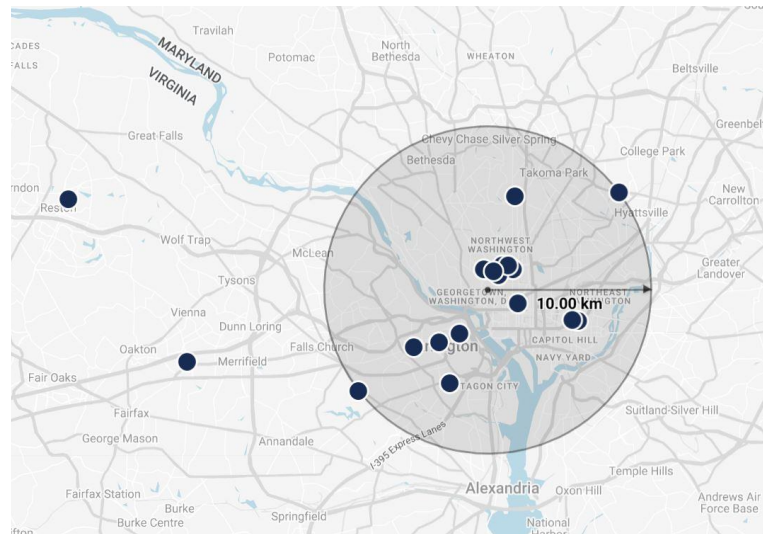 Travilah
North
Bethesda
WHEATON
CADES
FALLS
Potomac
MARYLAND
VIRGINIA
Beltsville
Great Falls
Chevy Chase
Silver Spring
Greenbel
Bethesda
College Park
Takoma Park
rndon
Reston
New
Carrollton
Hyattsville
Wolf Trap
NORTHWEST
WASHINGTON
McLean
Greater
Landover
Tysons
GEORGETOWN
WASHINGTON, D
NORTHEAST
10.00 km
Vienna
Dunn Loring
CAPITOL HILL
Oakton
Falls Church
NAVY YARD
Merrifield
Fair Oaks
TAGON CITY
Fairfax
Suitland-Silver Hill
George Mason
Annandale
I-395 Express Lanes
Temple Hills
Fairfax Station
Alexandria
Oxon Hill
Andrews Air
Force Base
Burke
Burke Centre
Springfield
National